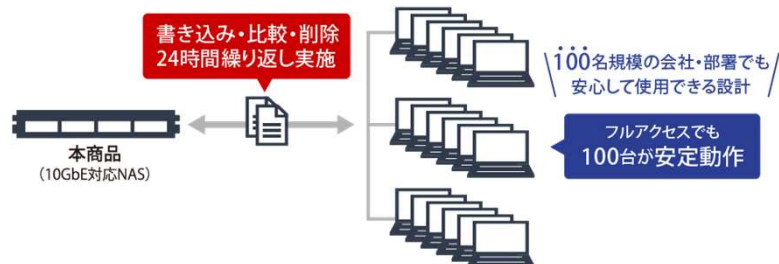 書き込み・比較・削除
24時間繰り返し実施
100名規模の会社・部署でも
安心して使用できる設計
フルアクセスでも
100台が安定動作
本商品
(10GbE対応NAS)